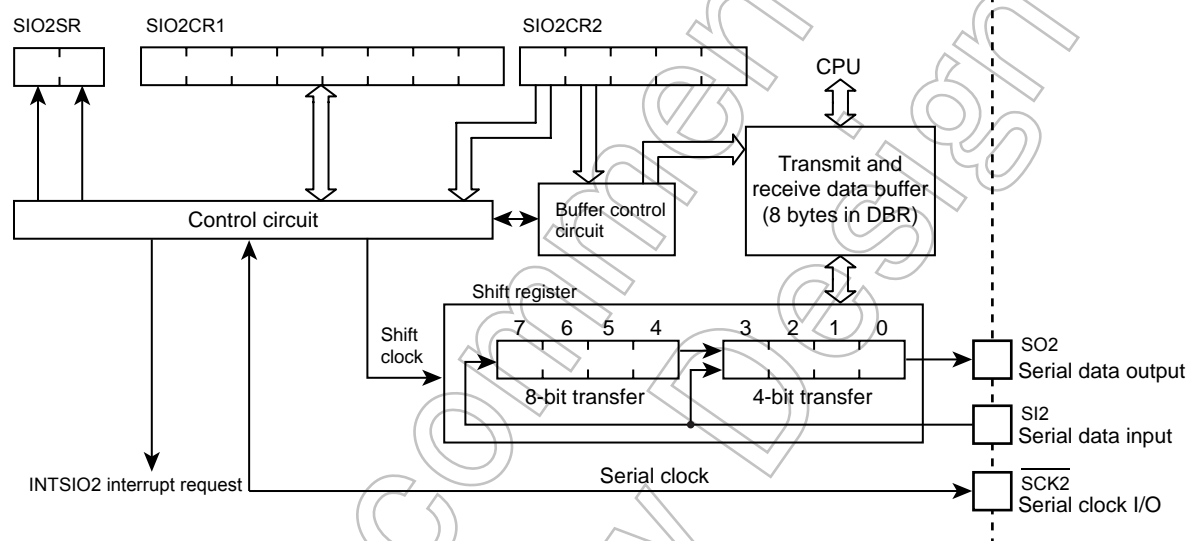 SIO2SR
SIO2CR1
SIO2CR2
CPU
Transmit and
receive data buffer
(8 bytes in DBR)
Control circuit
Buffer control
circuit
Shift register
7 6 5 4 3 2 1 0
Shift
clock
8-bit transfer
4-bit transfer
SO2
Serial data output
SI2
Serial data input
INTSIO2 interrupt request
Serial clock
SCK2
Serial clock I/O
commen
Design